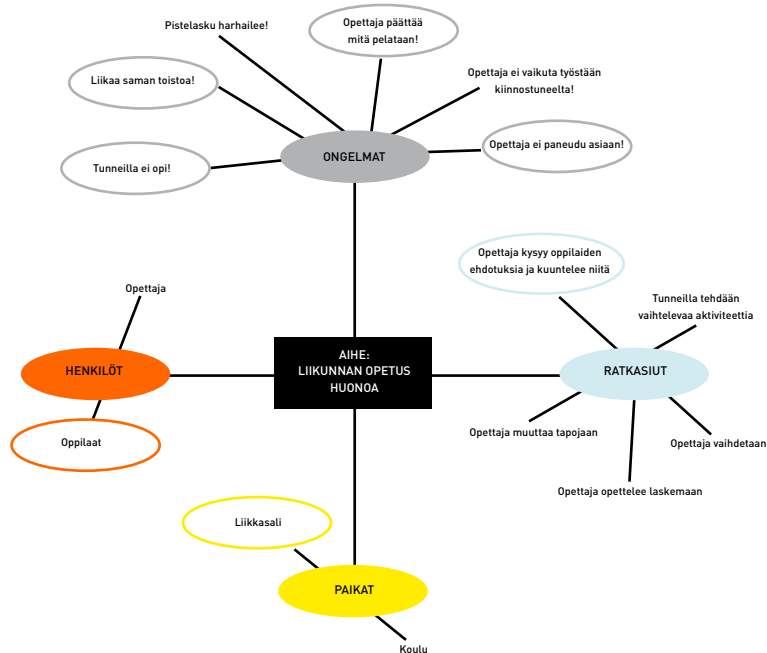 Pistelasku harhailee!
Opettaja päättää
mitä pelataan!
Liikaa saman toistoa!
Opettaja ei vaikuta työstään
kiinnostuneelta!
Tunneilla ei opi!
ONGELMAT
Opettaja ei paneudu asiaan!
Opettaja kysyy oppilaiden
ehdotuksia ja kuuntelee niitä
Opettaja
Tunneilla tehdään
vaihtelevaa aktiviteettia
HENKILÖT
AIHE:
LIIKUNNAN OPETUS
HUONOA
RATKASIUT
Oppilaat
Opettaja muuttaa tapojaan
Opettaja vaihdetaan
Opettaja opettelee laskemaan
Liikkasali
PAIKAT
Koulu